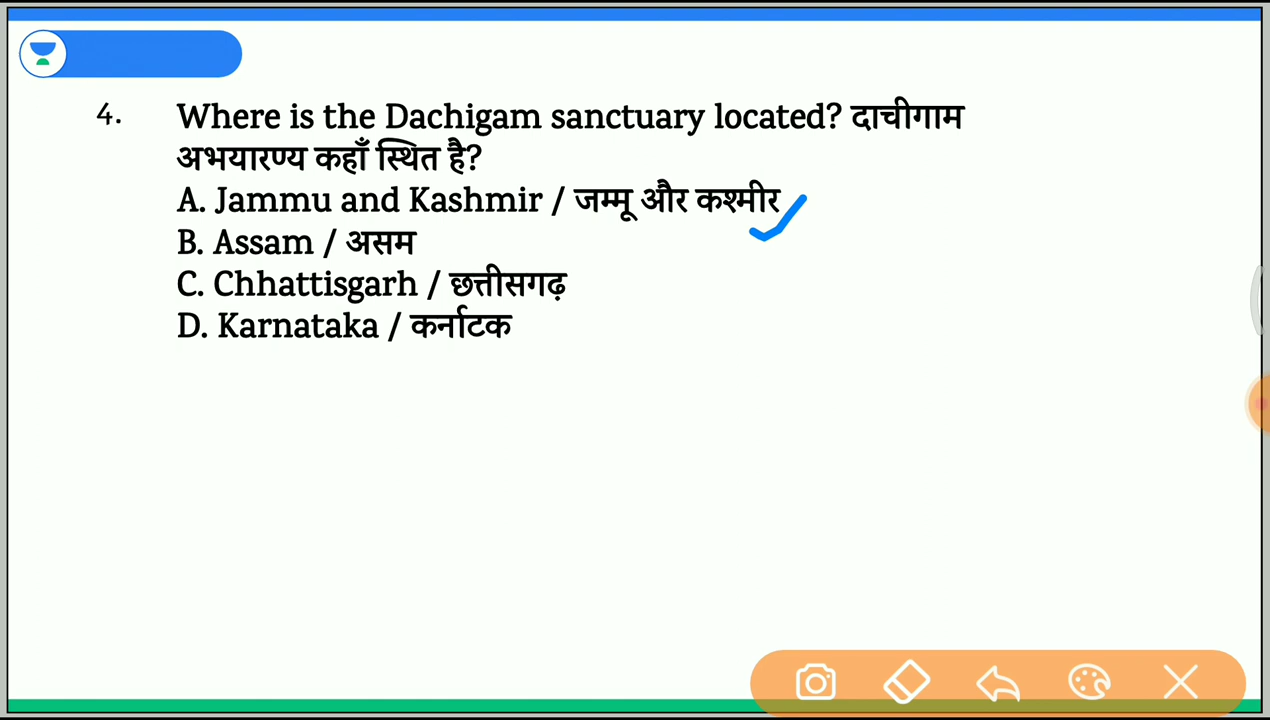 4. Where is the Dachigam sanctuary located? दाचीगाम
अभयारण्य कहाँ स्थित है?
A. Jammu and Kashmir / जम्मू और कश्मीर
B. Assam / असम
C. Chhattisgarh / छत्तीसगढ़
D. Karnataka / कर्नाटक